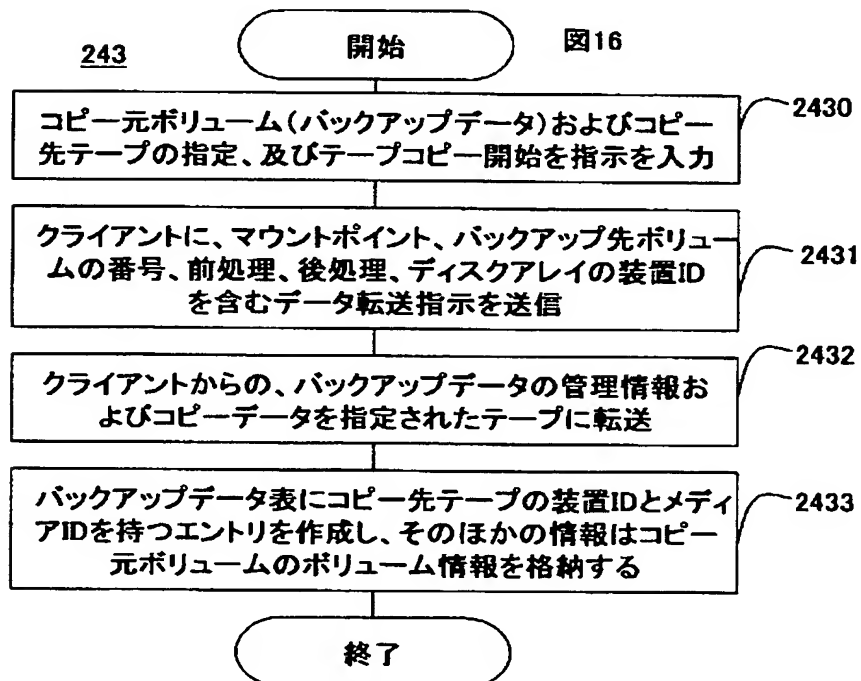 243
開始
図16
コピー元ボリューム(バックアップデータ)およびコピー
先テープの指定、及びテープコピー開始を指示を入力
2430
クライアントに、マウントポイント、バックアップ先ボリュー
ムの番号、前処理、後処理、ディスクアレイの装置ID
を含むデータ転送指示を送信
2431
クライアントからの、バックアップデータの管理情報お
よびコピーデータを指定されたテープに転送
2432
バックアップデータ表にコピー先テープの装置IDとメディ
アIDを持つエントリを作成し、そのほかの情報はコピー
元ボリュームのボリューム情報を格納する
2433
終了